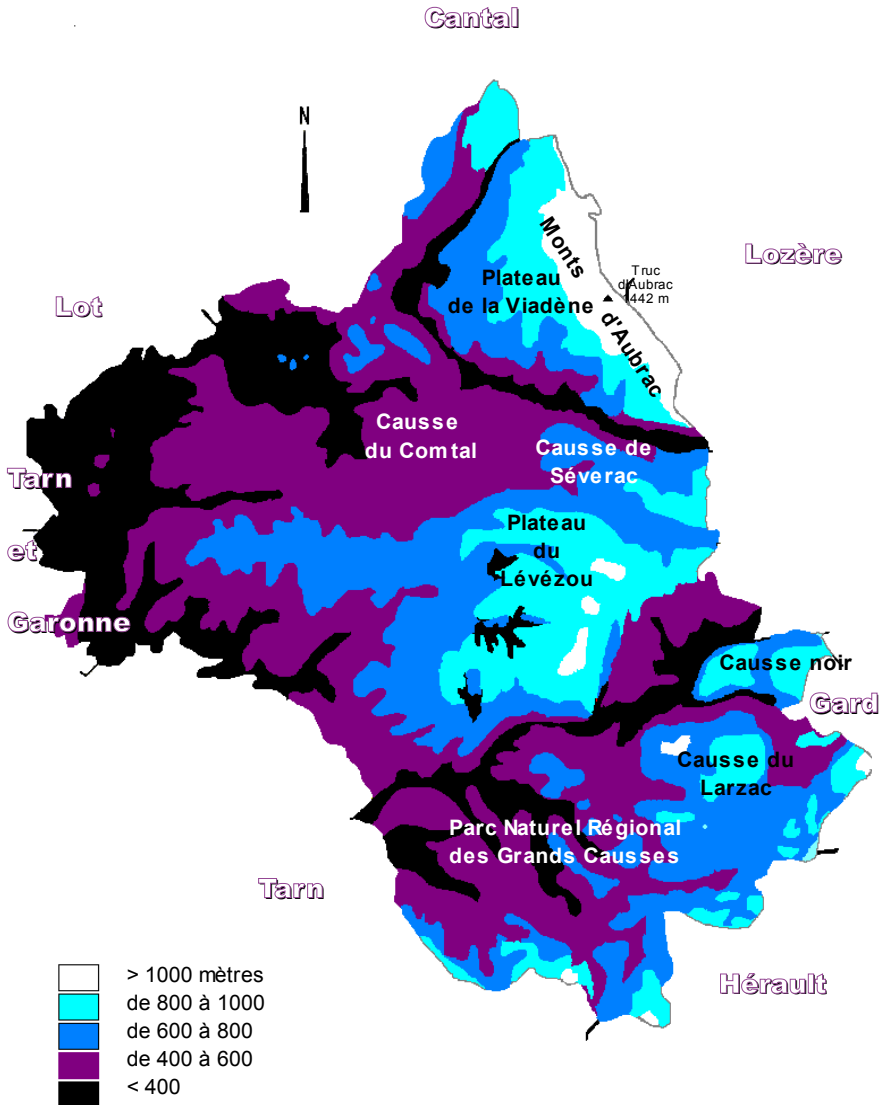 Cantal
N
Lozère
Monts
d'Aubrac
Truc
d'Aubrac
1442 m
Plateau
de la Viadène
Lot
Causse
du Comtal
Causse de
Séverac
Tarn
et
Garonne
Plateau
du
Lévézou
Causse noir
Gard
Causse du
Larzac
Parc Naturel Régional
des Grands Causses
Tarn
Hérault
> 1000 mètres
de 800 à 1000
de 600 à 800
de 400 à 600
< 400